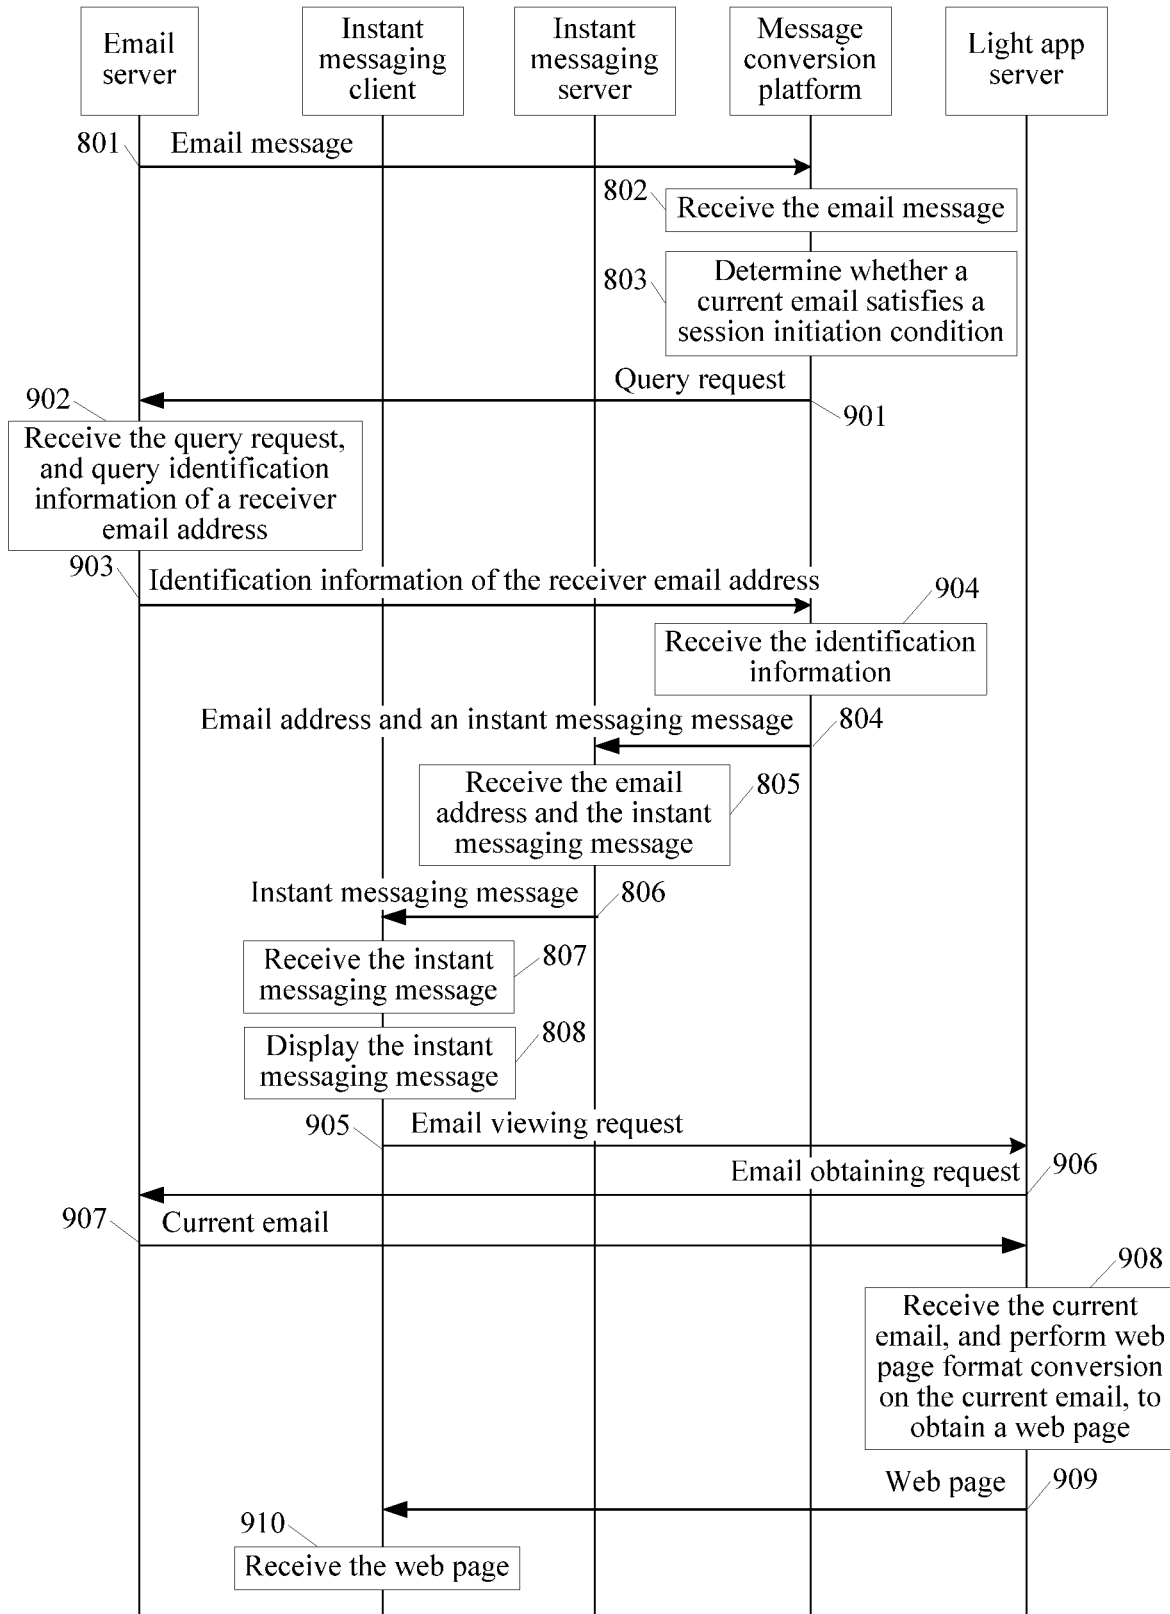 Email
server
Instant
messaging
client
Instant
messaging
server
Message
conversion
platform
Light app
server
801
Email message
802
Receive the email message
803
Determine whether a
current email satisfies a
session initiation condition
Query request
901
902
Receive the query request,
and query identification
information of a receiver
email address
903
Identification information of the receiver email address
904
Receive the identification
information
Email address and an instant messaging message
804
Receive the email
address and the instant
messaging message
805
Instant messaging message
806
Receive the instant
messaging message
807
Display the instant
messaging message
808
905
Email viewing request
Email obtaining request
906
907
Current email
908
Receive the current
email, and perform web
page format conversion
on the current email, to
obtain a web page
Web page
909
910
Receive the web page